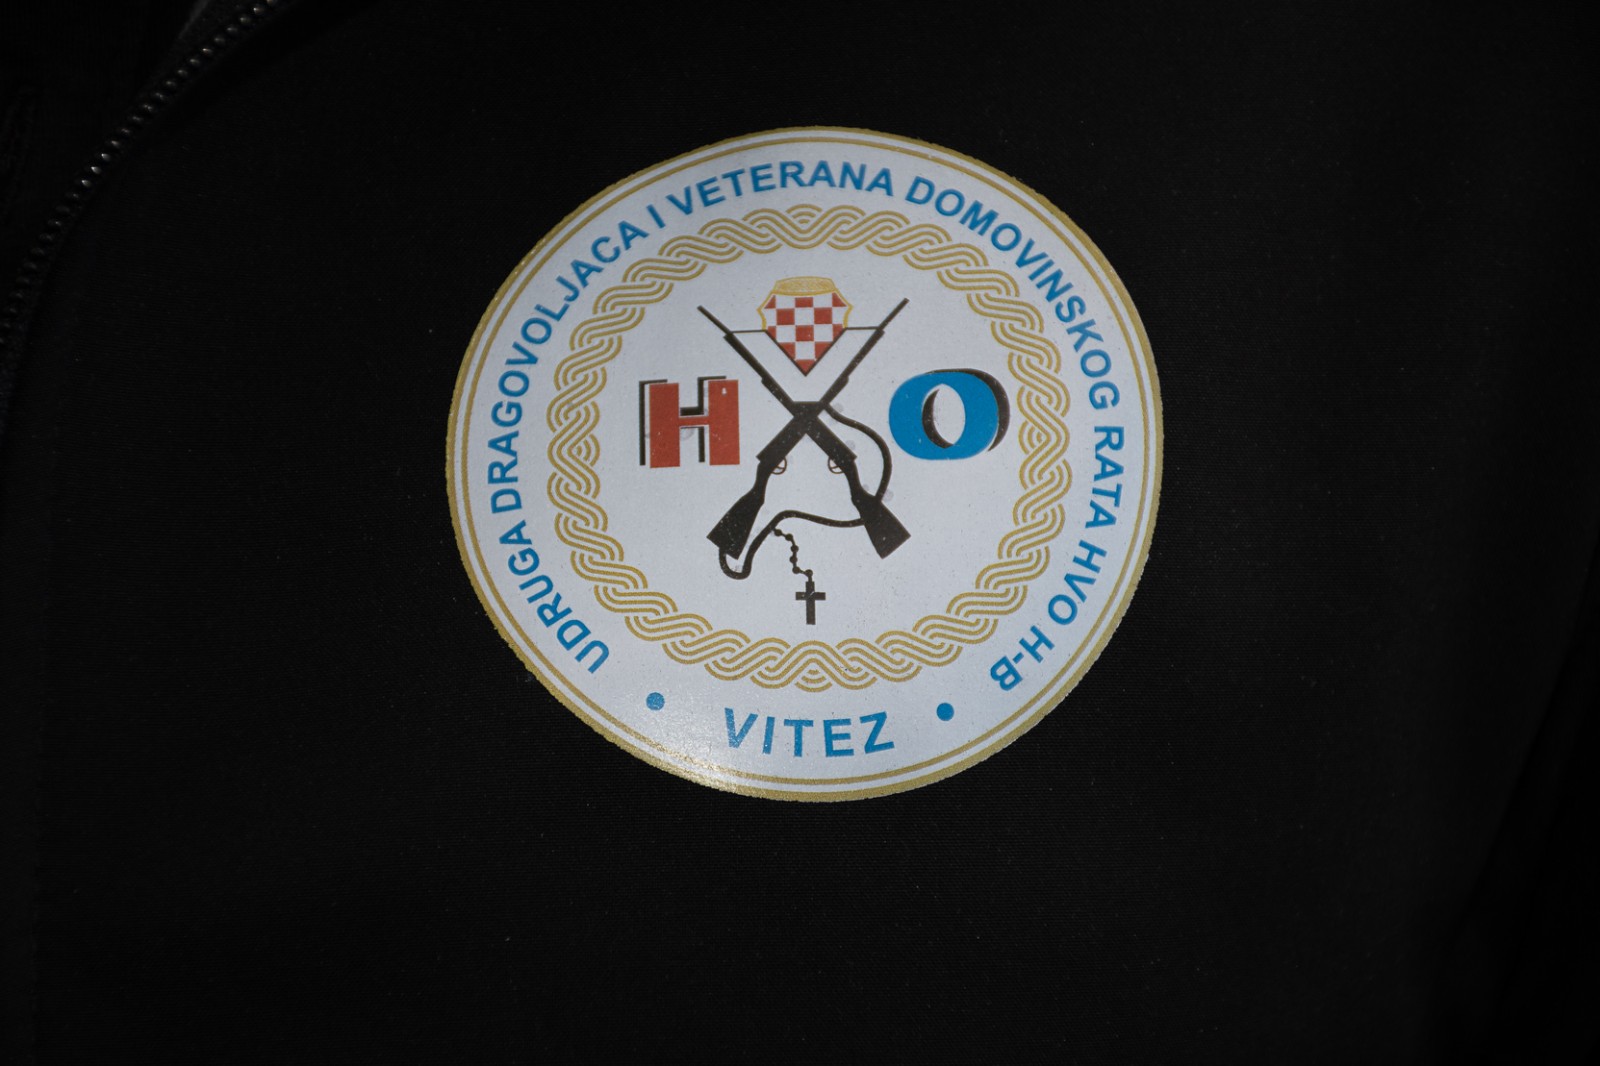 UDRUGA DRAGOVOLJACA I VETERANA DOMOVINSKOG RATA HVO H-B
H O
VITEZ